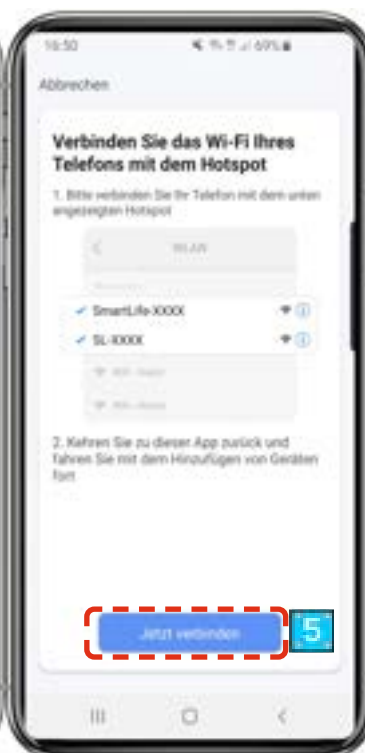 16:50 69%
Abbrechen
Verbinden Sie das Wi-Fi Ihres
Telefons mit dem Hotspot
1. Bitte verbinden Sie Ihr Telefon mit dem unten
angezeigten Hotspot
WLAN
SmartLife-XXXX
SL-XXXX
2. Kehren Sie zu dieser App zurück und
fahren Sie mit dem Hinzufügen von Geräten
fort
Jetzt verbinden
5